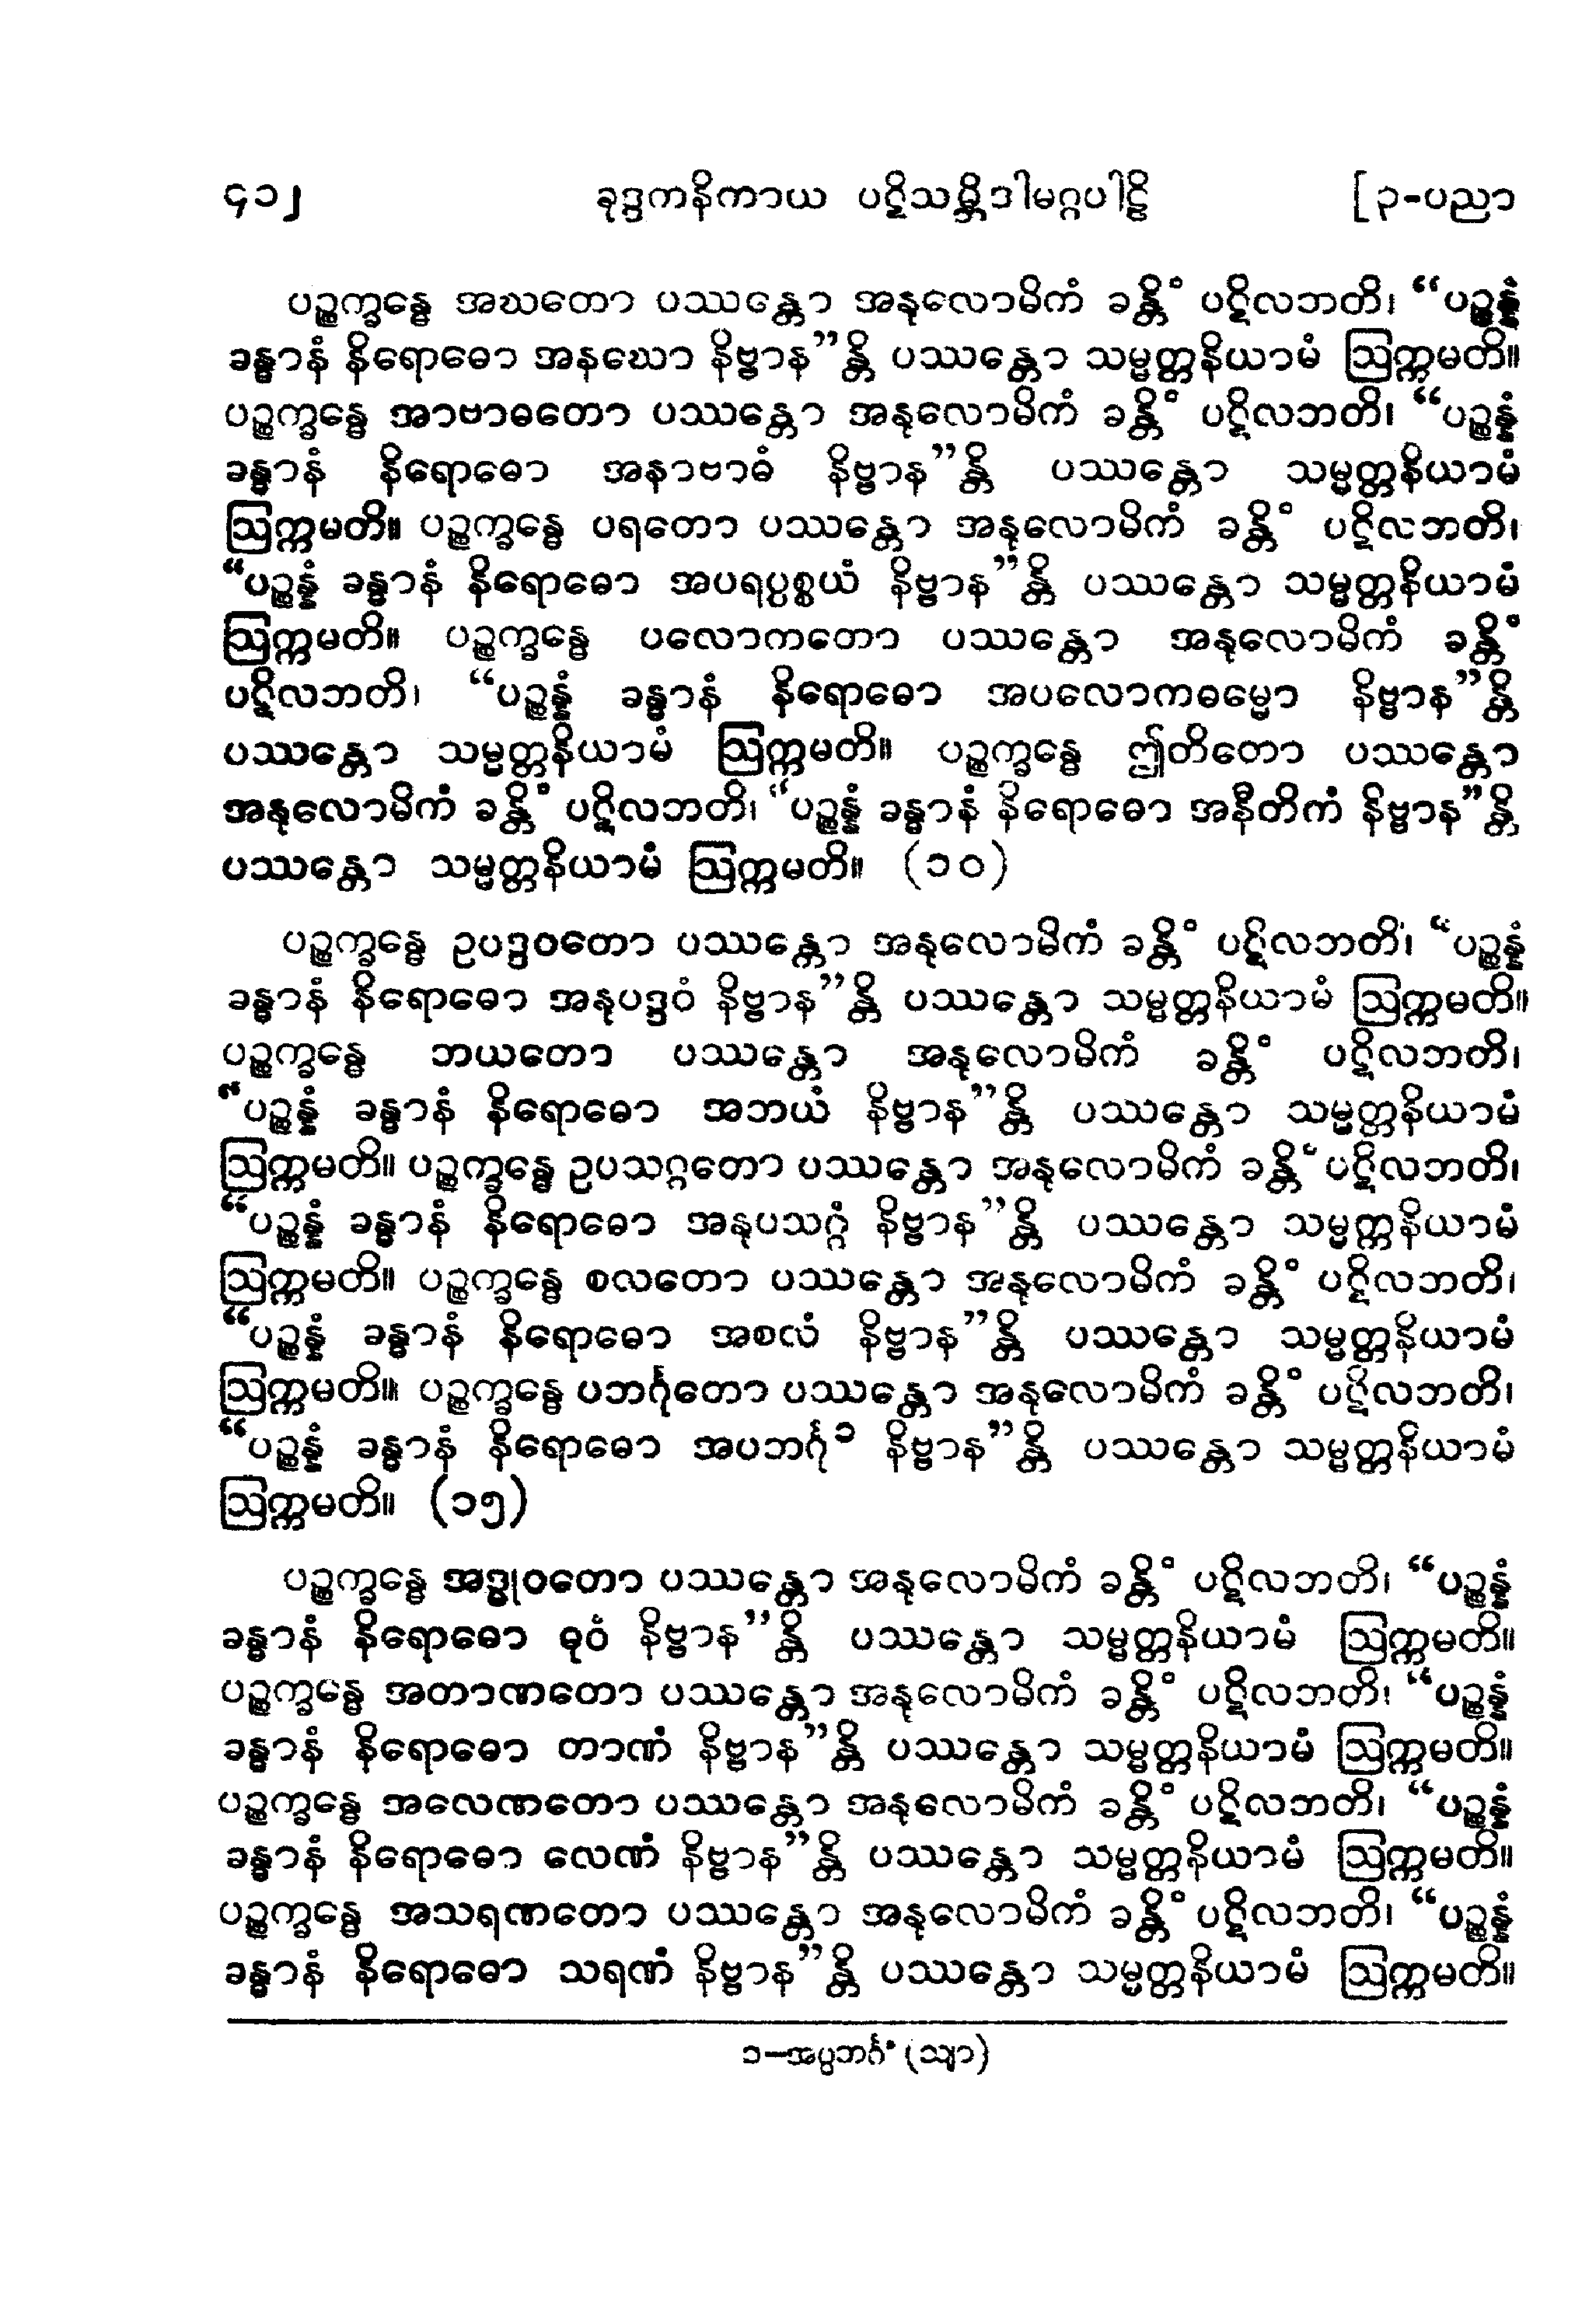 ၄၁၂ ခုဒ္ဒကနိကာယ ပဋိသမ္ဘိဒါမဂ္ဂပါဠိ [၃-ပညာ
ပဉ္စက္ခန္ဓေ အဃတော ပဿန္တော အနုလောမိကံ ခန္တိံ ပဋိလဘတိ၊ “ပဉ္စန္နံ
ခန္ဓာနံ နိရောဓော အနဃော နိဗ္ဗာန”န္တိ ပဿန္တော သမ္မတ္တနိယာမံ ဩက္ကမတိ။
ပဉ္စက္ခန္ဓေ အာဗာဓတော ပဿန္တော အနုလောမိကံ ခန္တိံ ပဋိလဘတိ၊ “ပဉ္စန္နံ
ခန္ဓာနံ နိရောဓော အနာဗာဓံ နိဗ္ဗာန”န္တိ ပဿန္တော သမ္မတ္တနိယာမံ
ဩက္ကမတိ။ ပဉ္စက္ခန္ဓေ ပရတော ပဿန္တော အနုလောမိကံ ခန္တိံ ပဋိလဘတိ၊
“ပဉ္စန္နံ ခန္ဓာနံ နိရောဓော အပရပ္ပစ္စယံ နိဗ္ဗာန”န္တိ ပဿန္တော သမ္မတ္တနိယာမံ
ဩက္ကမတိ။ ပဉ္စက္ခန္ဓေ ပလောကတော ပဿန္တော အနုလောမိကံ ခန္တိံ
ပဋိလဘတိ၊ “ပဉ္စန္နံ ခန္ဓာနံ နိရောဓော အပလောကဓမ္မော နိဗ္ဗာန”န္တိ
ပဿန္တော သမ္မတ္တနိယာမံ ဩက္ကမတိ။ ပဉ္စက္ခန္ဓေ ဤတိတော ပဿန္တော
အနုလောမိကံ ခန္တိံ ပဋိလဘတိ၊ “ပဉ္စန္နံ ခန္ဓာနံ နိရောဓော အနီတိကံ နိဗ္ဗာန”န္တိ
ပဿန္တော သမ္မတ္တနိယာမံ ဩက္ကမတိ။ (၁၀)
ပဉ္စက္ခန္ဓေ ဥပဒ္ဒဝတော ပဿန္တော အနုလောမိကံ ခန္တိံ ပဋိလဘတိ၊ “ပဉ္စန္နံ
ခန္ဓာနံ နိရောဓော အနုပဒ္ဒဝံ နိဗ္ဗာန”န္တိ ပဿန္တော သမ္မတ္တနိယာမံ ဩက္ကမတိ။
ပဉ္စက္ခန္ဓေ ဘယတော ပဿန္တော အနုလောမိကံ ခန္တိံ ပဋိလဘတိ၊
“ပဉ္စန္နံ ခန္ဓာနံ နိရောဓော အဘယံ နိဗ္ဗာန”န္တိ ပဿန္တော သမ္မတ္တနိယာမံ
ဩက္ကမတိ။ ပဉ္စက္ခန္ဓေ ဥပသဂ္ဂတော ပဿန္တော အနုလောမိကံ ခန္တိံ ပဋိလဘတိ၊
“ပဉ္စန္နံ ခန္ဓာနံ နိရောဓော အနုပသဂ္ဂံ နိဗ္ဗာန”န္တိ ပဿန္တော သမ္မတ္တနိယာမံ
ဩက္ကမတိ။ ပဉ္စက္ခန္ဓေ စလတော ပဿန္တော အနုလောမိကံ ခန္တိံ ပဋိလဘတိ၊
“ပဉ္စန္နံ ခန္ဓာနံ နိရောဓော အစလံ နိဗ္ဗာန”န္တိ ပဿန္တော သမ္မတ္တနိယာမံ
ဩက္ကမတိ။ ပဉ္စက္ခန္ဓေ ပဘင်္ဂုတော ပဿန္တော အနုလောမိကံ ခန္တိံ ပဋိလဘတိ၊
“ပဉ္စန္နံ ခန္ဓာနံ နိရောဓော အပဘင်္ဂု၁ နိဗ္ဗာန”န္တိ ပဿန္တော သမ္မတ္တနိယာမံ
ဩက္ကမတိ။ (၁၅)
ပဉ္စက္ခန္ဓေ အဒ္ဓုဝတော ပဿန္တော အနုလောမိကံ ခန္တိံ ပဋိလဘတိ၊ “ပဉ္စန္နံ
ခန္ဓာနံ နိရောဓော ဓုဝံ နိဗ္ဗာန”န္တိ ပဿန္တော သမ္မတ္တနိယာမံ ဩက္ကမတိ။
ပဉ္စက္ခန္ဓေ အတာဏတော ပဿန္တော အနုလောမိကံ ခန္တိံ ပဋိလဘတိ၊ “ပဉ္စန္နံ
ခန္ဓာနံ နိရောဓော တာဏံ နိဗ္ဗာန”န္တိ ပဿန္တော သမ္မတ္တနိယာမံ ဩက္ကမတိ။
ပဉ္စက္ခန္ဓေ အလေဏတော ပဿန္တော အနုလောမိကံ ခန္တိံ ပဋိလဘတိ၊ “ပဉ္စန္နံ
ခန္ဓာနံ နိရောဓော လေဏံ နိဗ္ဗာန”န္တိ ပဿန္တော သမ္မတ္တနိယာမံ ဩက္ကမတိ။
ပဉ္စက္ခန္ဓေ အသရဏတော ပဿန္တော အနုလောမိကံ ခန္တိံ ပဋိလဘတိ၊ “ပဉ္စန္နံ
ခန္ဓာနံ နိရောဓော သရဏံ နိဗ္ဗာန”န္တိ ပဿန္တော သမ္မတ္တနိယာမံ ဩက္ကမတိ။
၁—အပ္ပဘင်္ဂံ (သျာ)